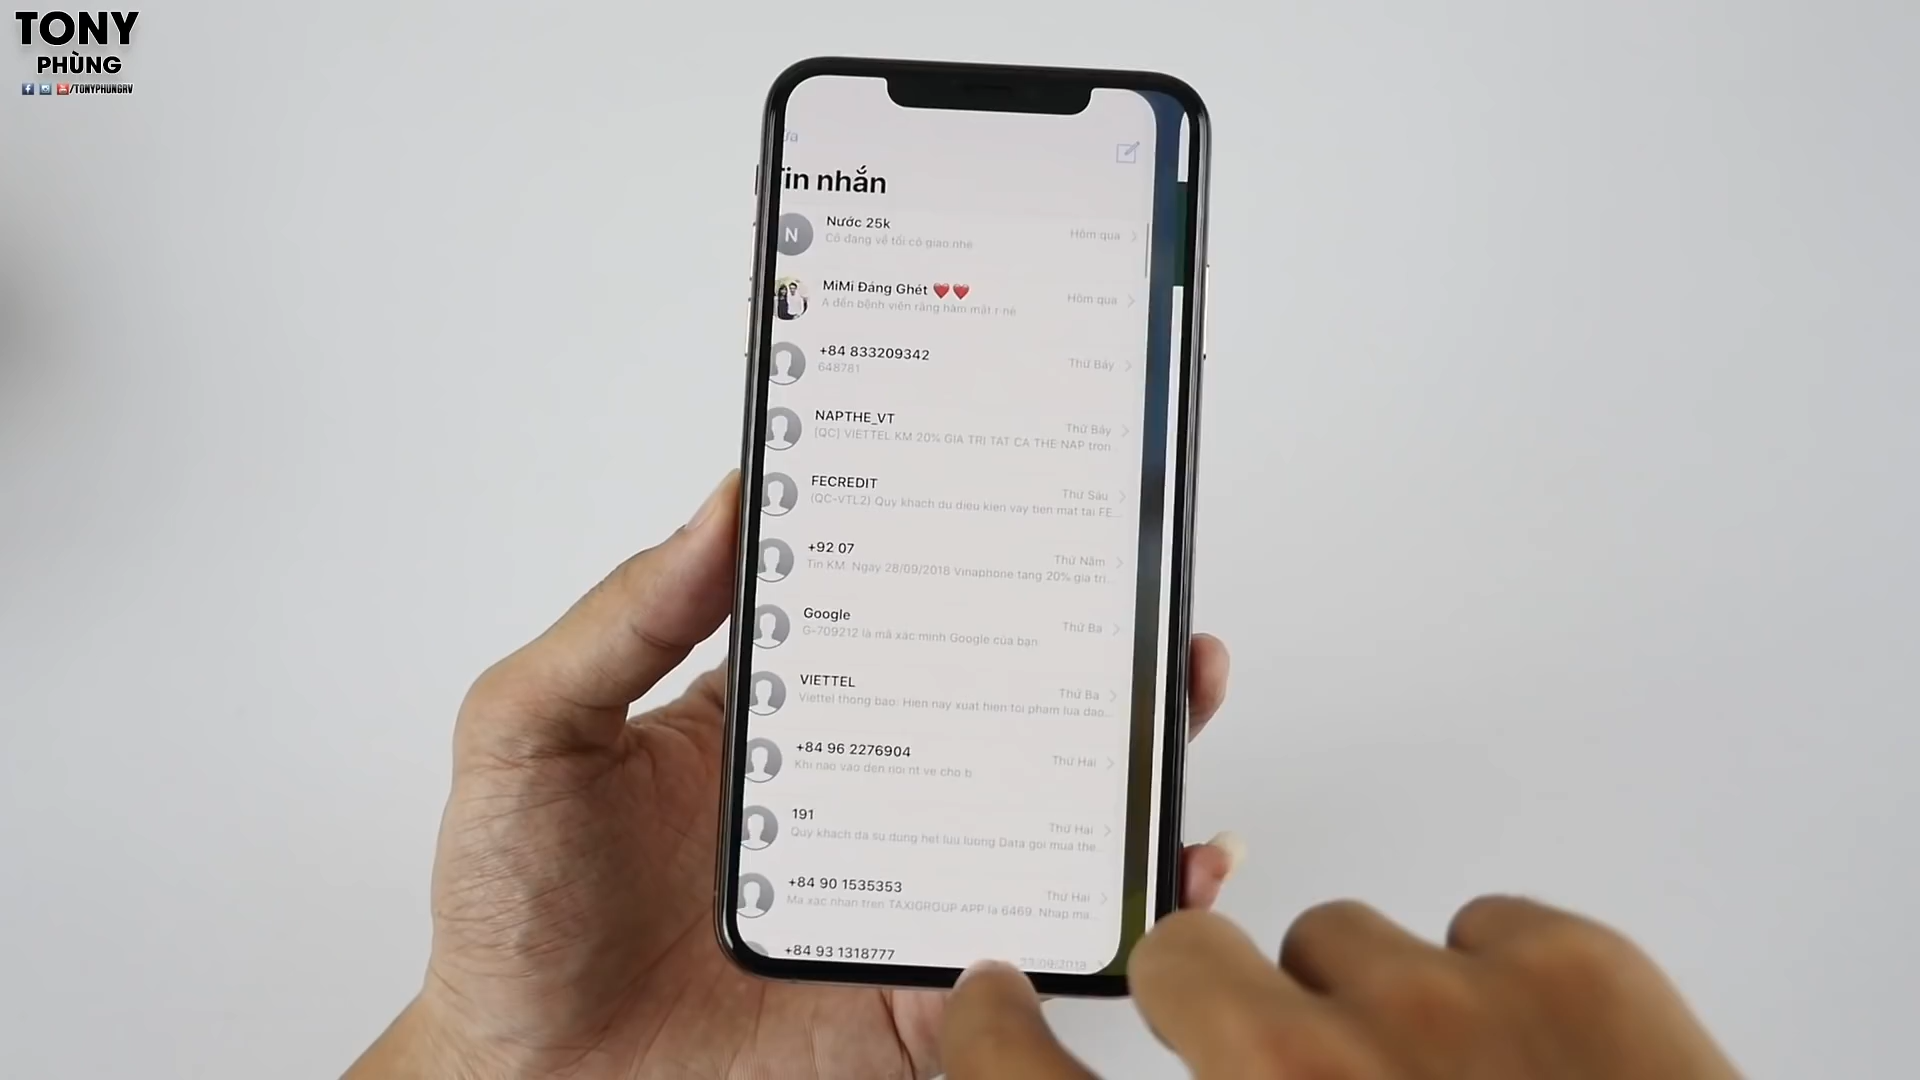 TONY
PHÙNG
/TONYPHUNGRV
ửa
Tin nhắn
N
Nước 25k
Hôm qua
Có đang về tối có giao nhé
MiMi Đáng Ghét ❤️❤️
Hôm qua
A đến bệnh viện răng hàm mặt r né
+84 833209342
Thứ Bảy
648781
NAPTHE_VT
Thứ Bảy
[QC] VIETTEL KM 20% GIA TRI TAT CA THE NAP tron
FECREDIT
Thứ Sáu
(QC-VTL2) Quy khach du dieu kien vay tien mat tai FE...
+92 07
Thứ Năm
Tin KM. Ngay 28/09/2018 Vinaphone tang 20% gia tri...
Google
Thứ Ba
G-709212 là mã xác minh Google của bạn
VIETTEL
Thứ Ba
Viettel thong bao: Hien nay xuat hien toi pham lua dao...
+84 96 2276904
Thứ Hai
Khi nao vao den noi nt ve cho b
191
Thứ Hai
Quy khach da su dung het luu luong Data goi mua the...
+84 90 1535353
Thứ Hai
Ma xac nhan tren TAXIGROUP APP la 6469. Nhap ma...
+84 93 1318777
23/09/2018